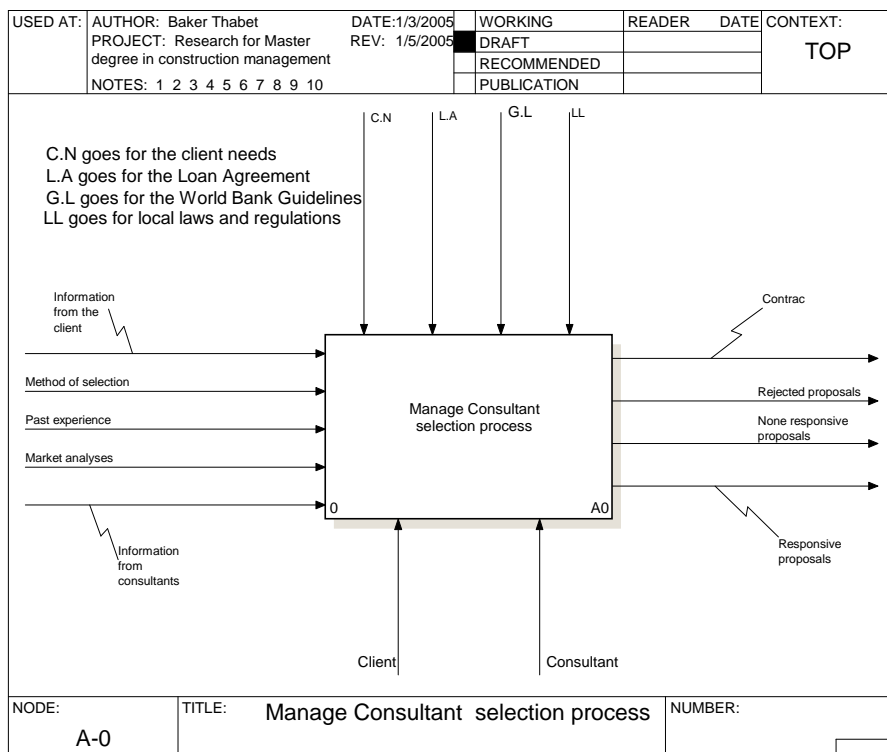 USED AT:
AUTHOR: Baker Thabet
DATE:1/3/2005
PROJECT: Research for Master
REV: 1/5/2005
degree in construction management
NOTES: 1 2 3 4 5 6 7 8 9 10
WORKING
DRAFT
RECOMMENDED
PUBLICATION
READER DATE
CONTEXT:
TOP
C.N
L.A
G.L
LL
C.N goes for the client needs
L.A goes for the Loan Agreement
G.L goes for the World Bank Guidelines
LL goes for local laws and regulations
Information
from the
client
Method of selection
Past experience
Market analyses
Information
from
consultants
Manage Consultant
selection process
0
A0
Contrac
Rejected proposals
None responsive
proposals
Responsive
proposals
Client
Consultant
NODE:
A-0
TITLE:
Manage Consultant selection process
NUMBER: